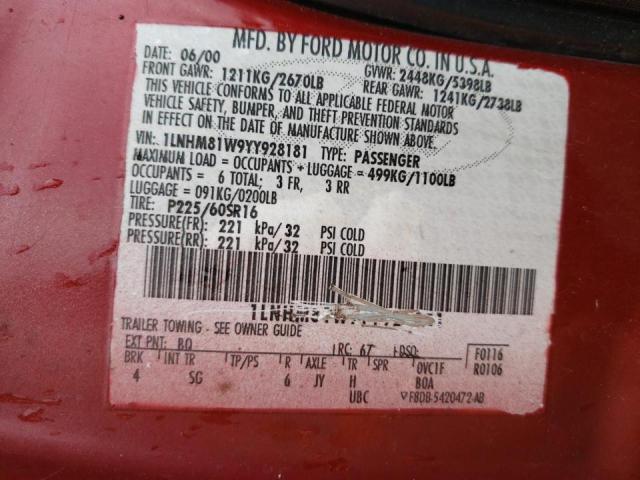 MFD. BY FORD MOTOR CO. IN U.S.A.
DATE: 06/00 GVWR: 2448KG/5398LB
FRONT GAWR: 1211KG/2670LB REAR GAWR: 1241KG/2738LB
THIS VEHICLE CONFORMS TO ALL APPLICABLE FEDERAL MOTOR
VEHICLE SAFETY, BUMPER, AND THEFT PREVENTION STANDARDS
IN EFFECT ON THE DATE OF MANUFACTURE SHOWN ABOVE.
VIN: 1LNHM81W9YY928181 TYPE: PASSENGER
MAXIMUM LOAD = OCCUPANTS + LUGGAGE = 499KG/1100LB
OCCUPANTS = 6 TOTAL; 3 FR, 3 RR
LUGGAGE = 091KG/0200LB
TIRE: P225/60SR16
PRESSURE(FR): 221 kPa/ 32 PSI COLD
PRESSURE(RR): 221 kPa/ 32 PSI COLD
TRAILER TOWING - SEE OWNER GUIDE
EXT PNT: RC: 67 DSO: F0116
BRK INT TR TP/PS R AXLE TR SPR OVC1F R0106
4 SG 6 JY H BOA
UBC F8DB-5420472-AB